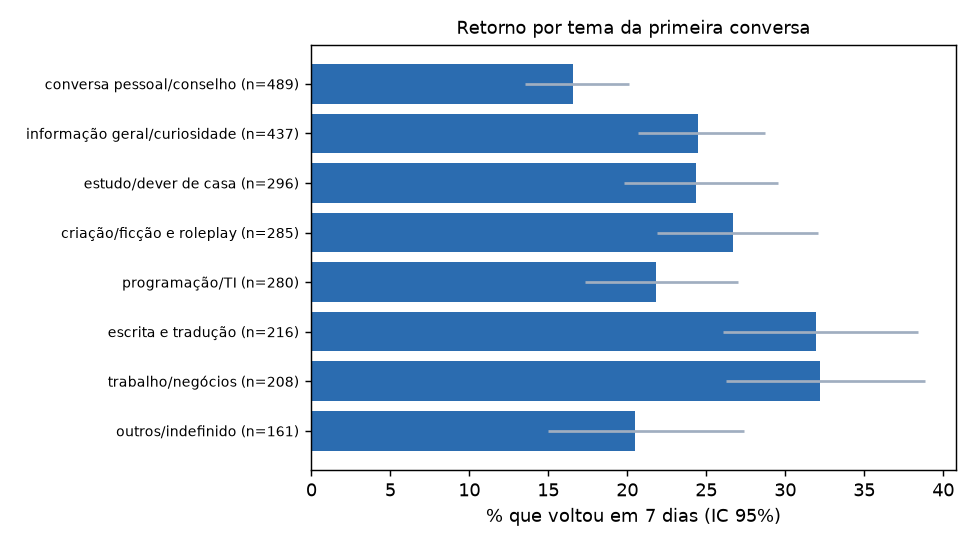 Retorno por tema da primeira conversa
conversa pessoal/conselho (n=489)
informação geral/curiosidade (n=437)
estudo/dever de casa (n=296)
criação/ficção e roleplay (n=285)
programação/TI (n=280)
escrita e tradução (n=216)
trabalho/negócios (n=208)
outros/indefinido (n=161)
0 5 10 15 20 25 30 35 40
% que voltou em 7 dias (IC 95%)